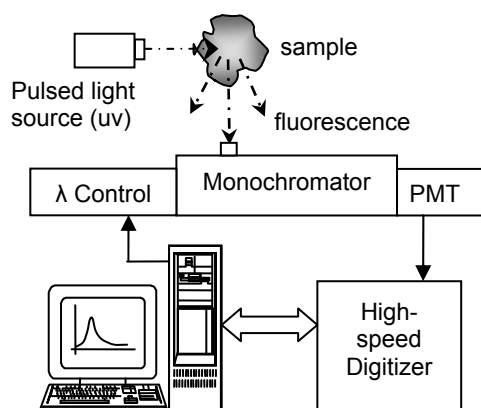 sample
Pulsed light
source (uv)
fluorescence
λ Control
Monochromator
PMT
High-
speed
Digitizer